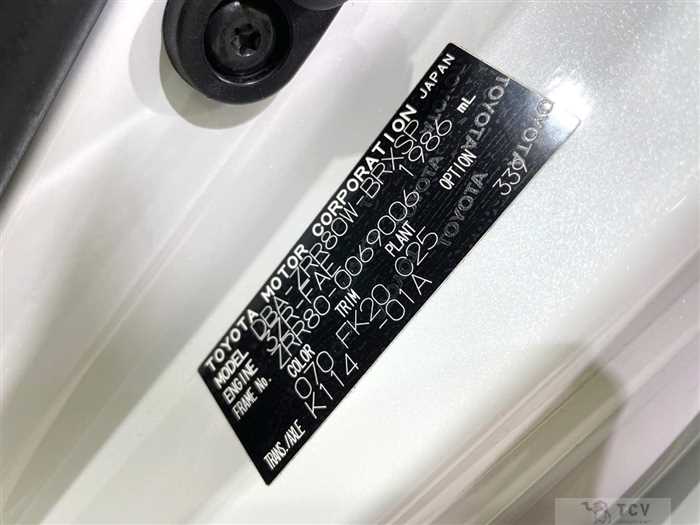 TOYOTA MOTOR CORPORATION JAPAN
MODEL DBA-ZRR80W-BRXSP
ENGINE 3ZR-FAE 1986 mL
FRAME No. ZRR80-0069006
COLOR TRIM PLANT OPTION
070 FK20 025 339
TRANS./AXLE K114 -01A
TCV